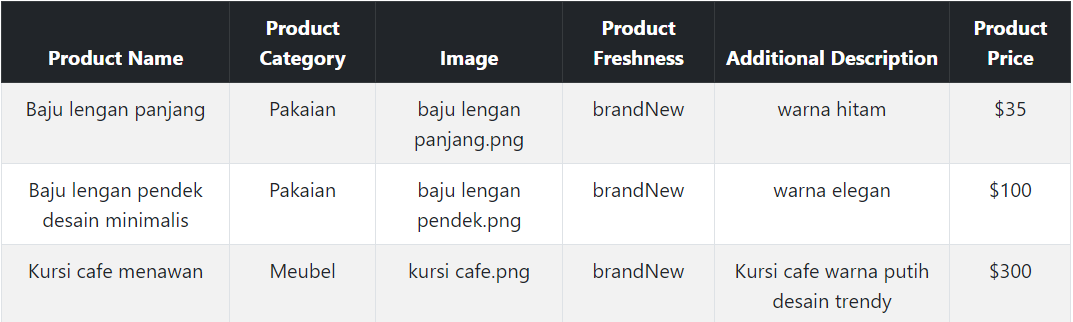 Product Name
Product
Category
Image
Product
Freshness
Additional Description
Product
Price
Baju lengan panjang
Pakaian
baju lengan
panjang.png
brandNew
warna hitam
$35
Baju lengan pendek
desain minimalis
Pakaian
baju lengan
pendek.png
brandNew
warna elegan
$100
Kursi cafe menawan
Meubel
kursi cafe.png
brandNew
Kursi cafe warna putih
desain trendy
$300